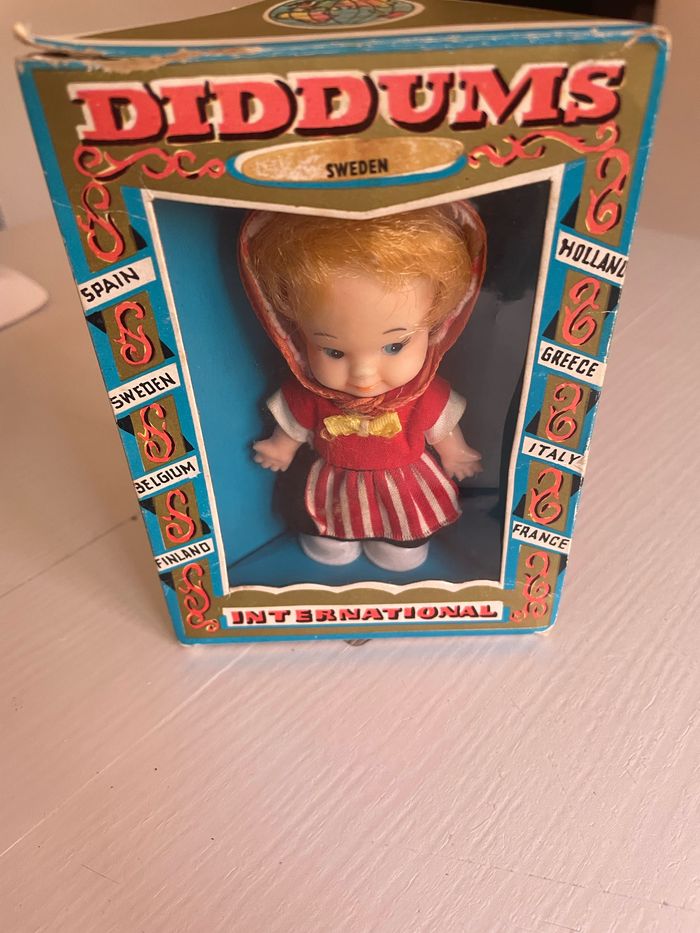 DIDDUMS
SWEDEN
SPAIN
SWEDEN
BELGIUM
FINLAND
HOLLAND
GREECE
ITALY
FRANCE
INTERNATIONAL